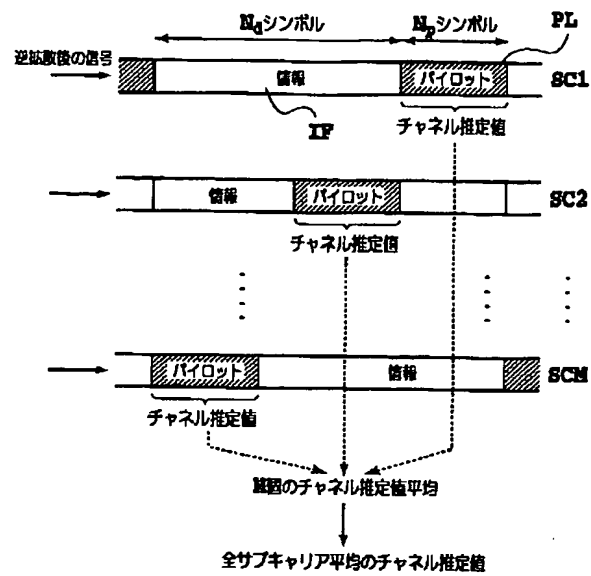 Ndシンボル Npシンボル PL
逆拡散後の信号
情報 パイロット SC1
IF
チャネル推定値
情報 パイロット SC2
チャネル推定値
パイロット 情報 SCM
チャネル推定値
M個のチャネル推定値平均
全サブキャリア平均のチャネル推定値